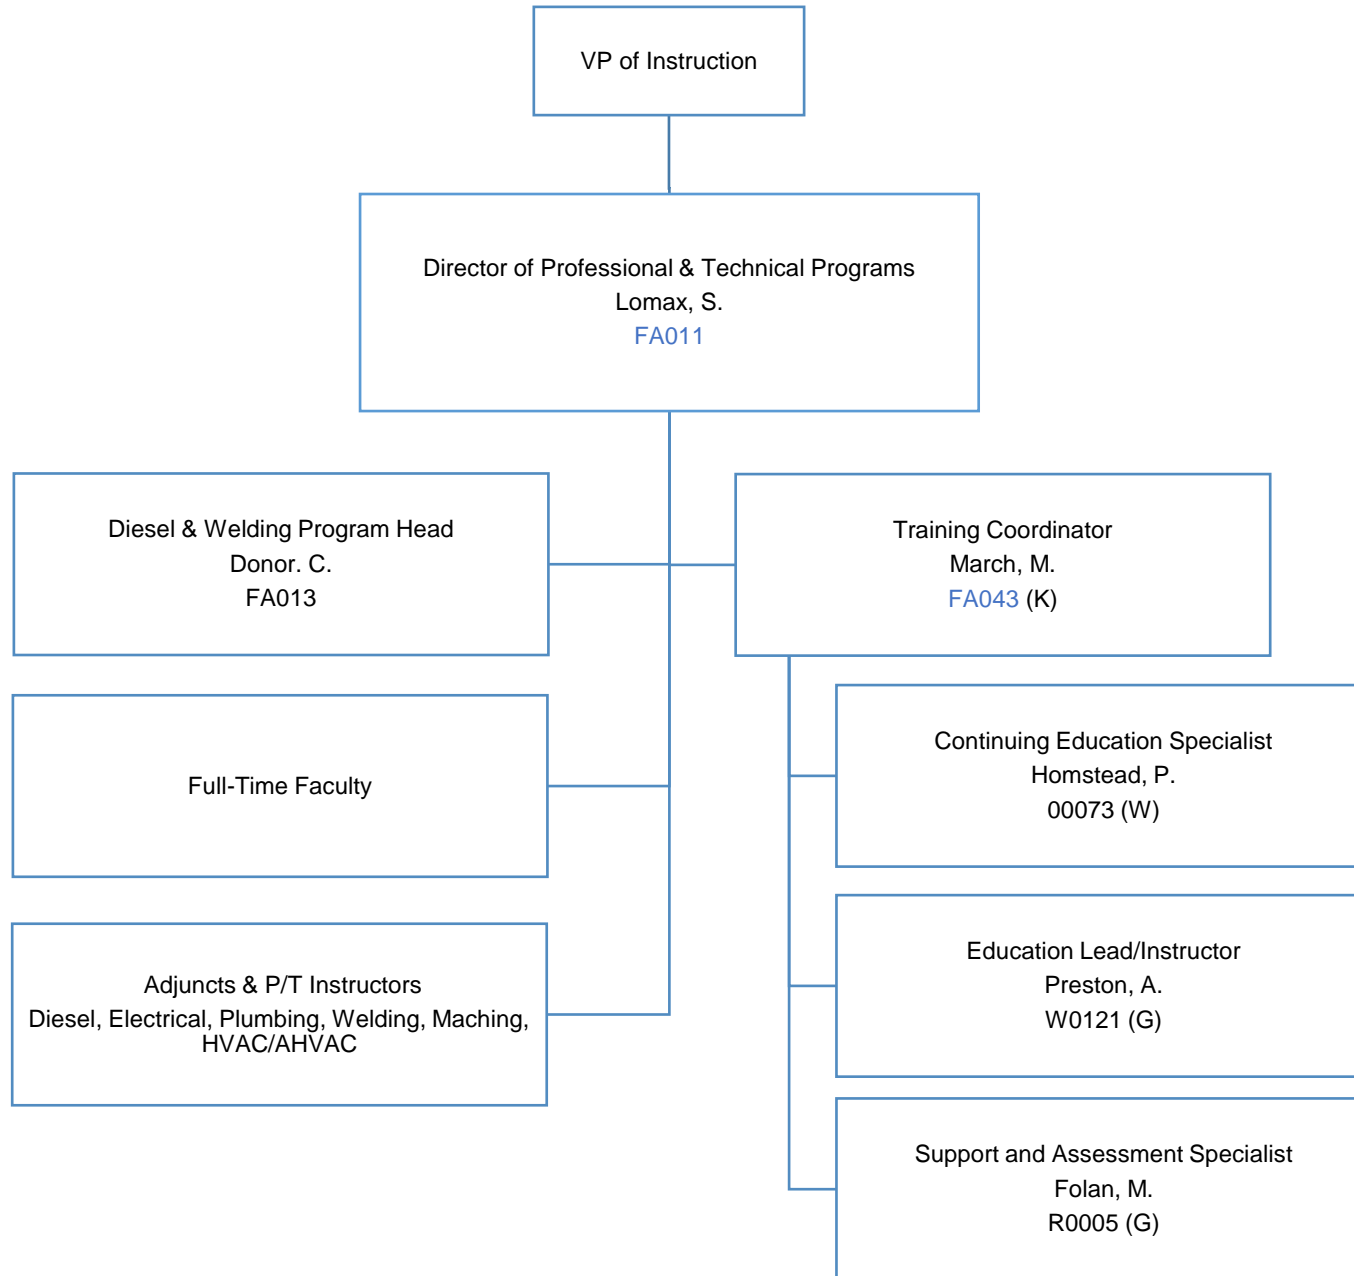 VP of Instruction
Director of Professional & Technical Programs
Lomax, S.
FA011
Diesel & Welding Program Head
Donor. C.
FA013
Training Coordinator
March, M.
FA043 (K)
Full-Time Faculty
Continuing Education Specialist
Homstead, P.
00073 (W)
Adjuncts & P/T Instructors
Diesel, Electrical, Plumbing, Welding, Maching,
HVAC/AHVAC
Education Lead/Instructor
Preston, A.
W0121 (G)
Support and Assessment Specialist
Folan, M.
R0005 (G)